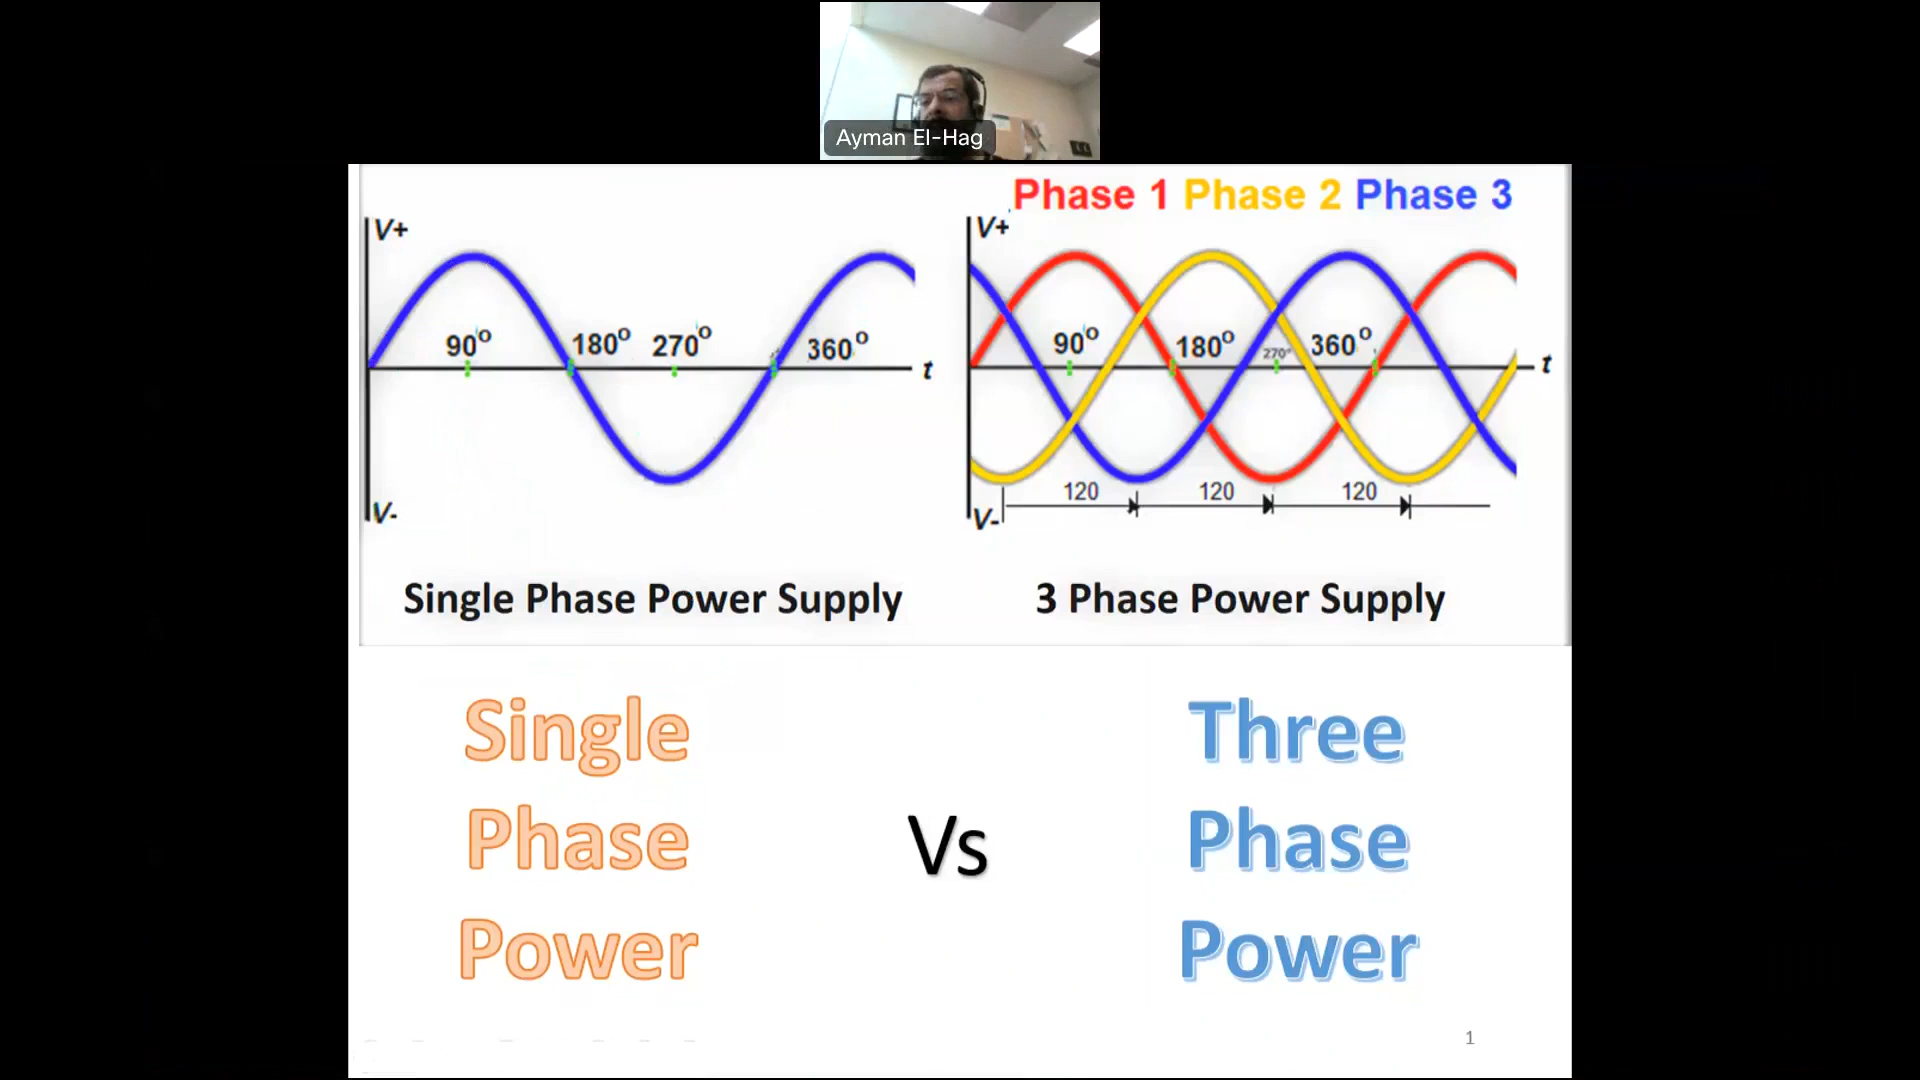 Ayman El-Hag
Phase 1 Phase 2 Phase 3
V+
90°
180°
270°
360°
t
V-
V+
90°
180°
270°
360°
t
120
120
120
V-
Single Phase Power Supply
3 Phase Power Supply
Single
Phase
Power
Vs
Three
Phase
Power
1